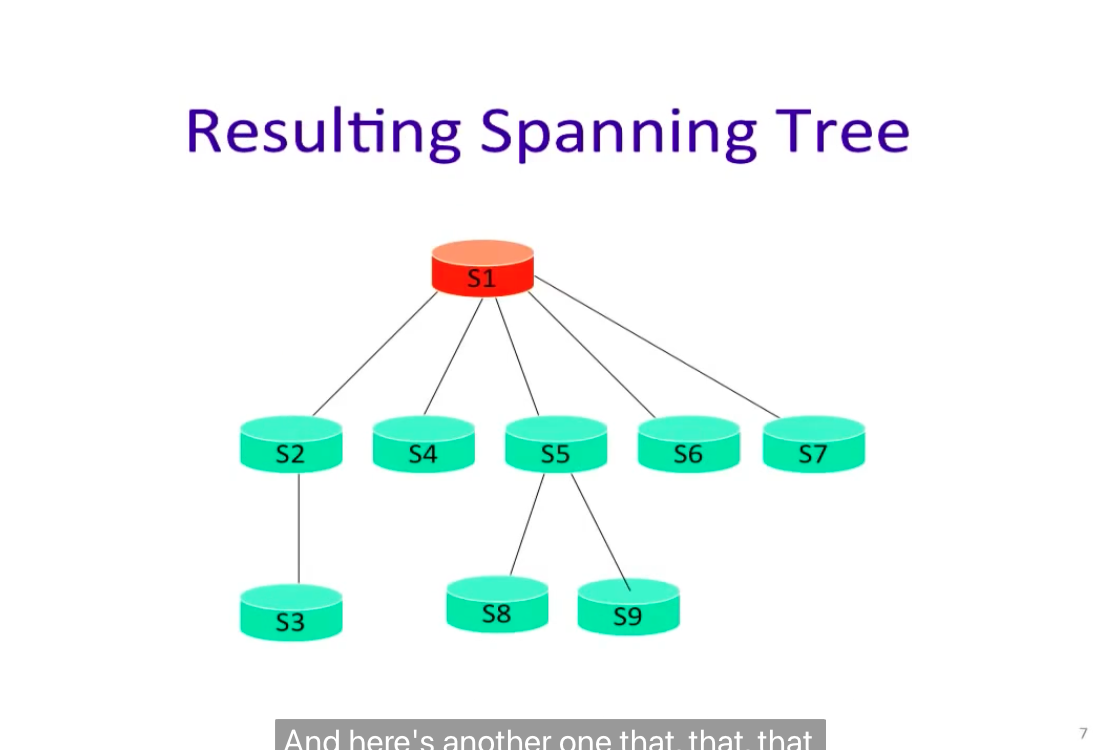 Resulting Spanning Tree
S1
S2 S4 S5 S6 S7
S3 S8 S9
And here's another one that, that, that
7